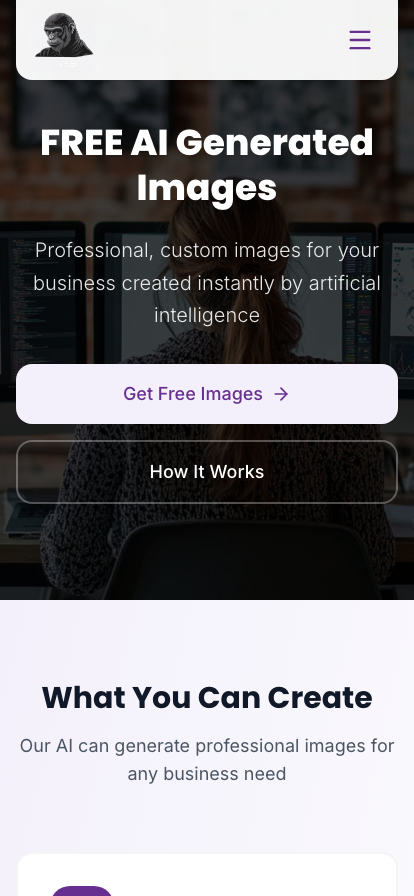 FREE AI Generated
Images
Professional, custom images for your
business created instantly by artificial
intelligence
Get Free Images
How It Works
What You Can Create
Our AI can generate professional images for
any business need